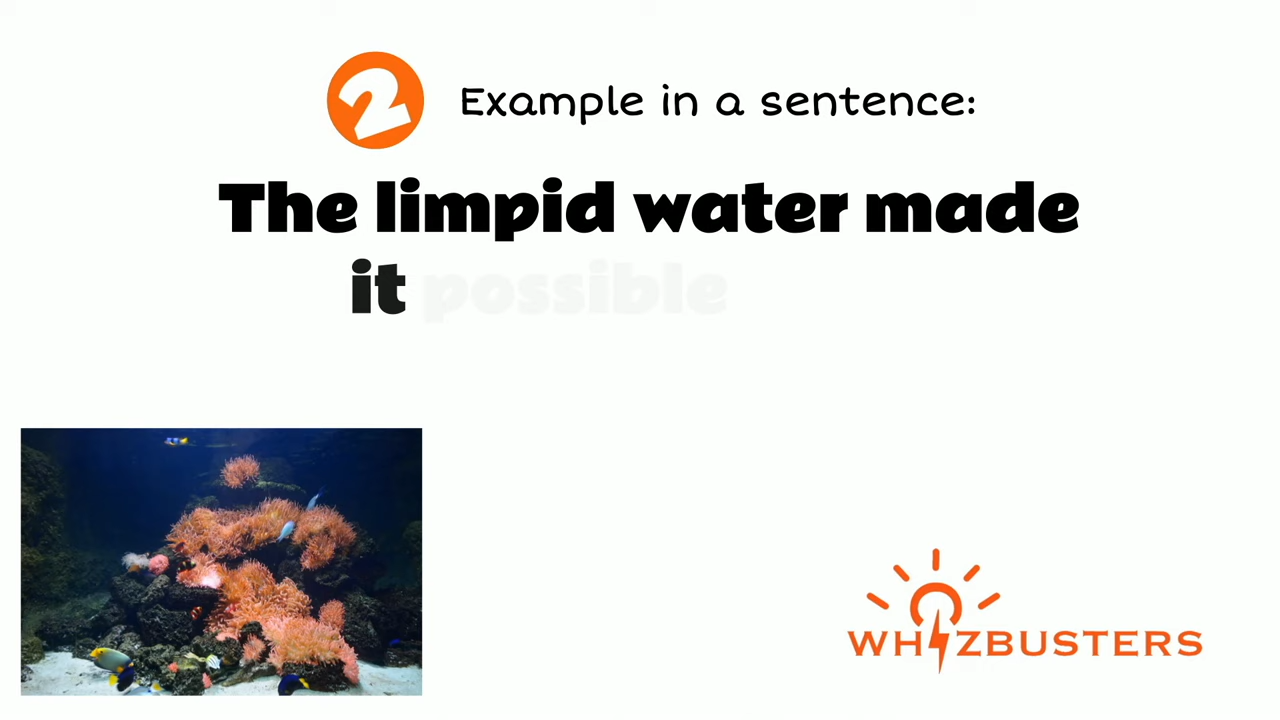 2 Example in a sentence:
The limpid water made
it possible
WHIZBUSTERS